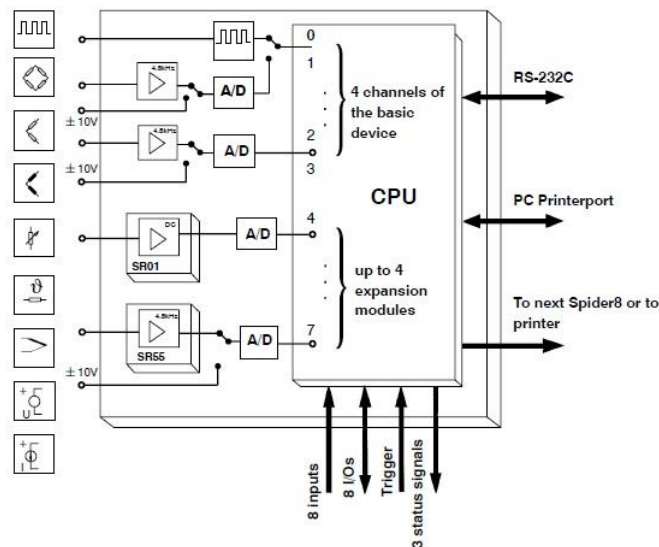 4.8kHz
A/D
± 10V
4.8kHz
A/D
± 10V
DC
SR01
A/D
4.8kHz
SR55
A/D
± 10V
ϑ
+
U
+
I
0
1
2
3
4
7
4 channels of
the basic
device
CPU
up to 4
expansion
modules
RS-232C
PC Printerport
To next Spider8 or to
printer
8 inputs
8 I/Os
Trigger
3 status signals